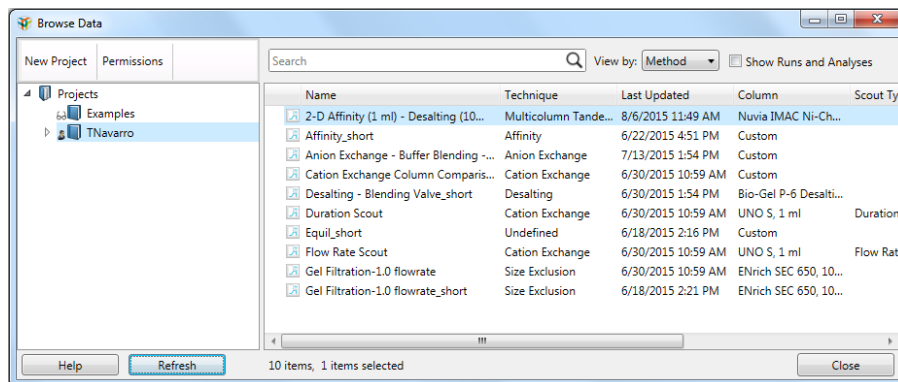 Browse Data
New Project Permissions
Search View by: Method Show Runs and Analyses
Projects
Examples
TNavarro
Name Technique Last Updated Column Scout Ty
2-D Affinity (1 ml) - Desalting (10... Multicolumn Tande... 8/6/2015 11:49 AM Nuvia IMAC Ni-Ch...
Affinity_short Affinity 6/22/2015 4:51 PM Custom
Anion Exchange - Buffer Blending -... Anion Exchange 7/13/2015 1:54 PM Custom
Cation Exchange Column Comparis... Cation Exchange 6/30/2015 10:59 AM Custom
Desalting - Blending Valve_short Desalting 6/30/2015 1:54 PM Bio-Gel P-6 Desalti...
Duration Scout Cation Exchange 6/30/2015 10:59 AM UNO S, 1 ml Duration
Equil_short Undefined 6/18/2015 2:16 PM Custom
Flow Rate Scout Cation Exchange 6/30/2015 10:59 AM UNO S, 1 ml Flow Rat
Gel Filtration-1.0 flowrate Size Exclusion 6/30/2015 10:59 AM ENrich SEC 650, 10...
Gel Filtration-1.0 flowrate_short Size Exclusion 6/18/2015 2:21 PM ENrich SEC 650, 10...
Help Refresh 10 items, 1 items selected Close